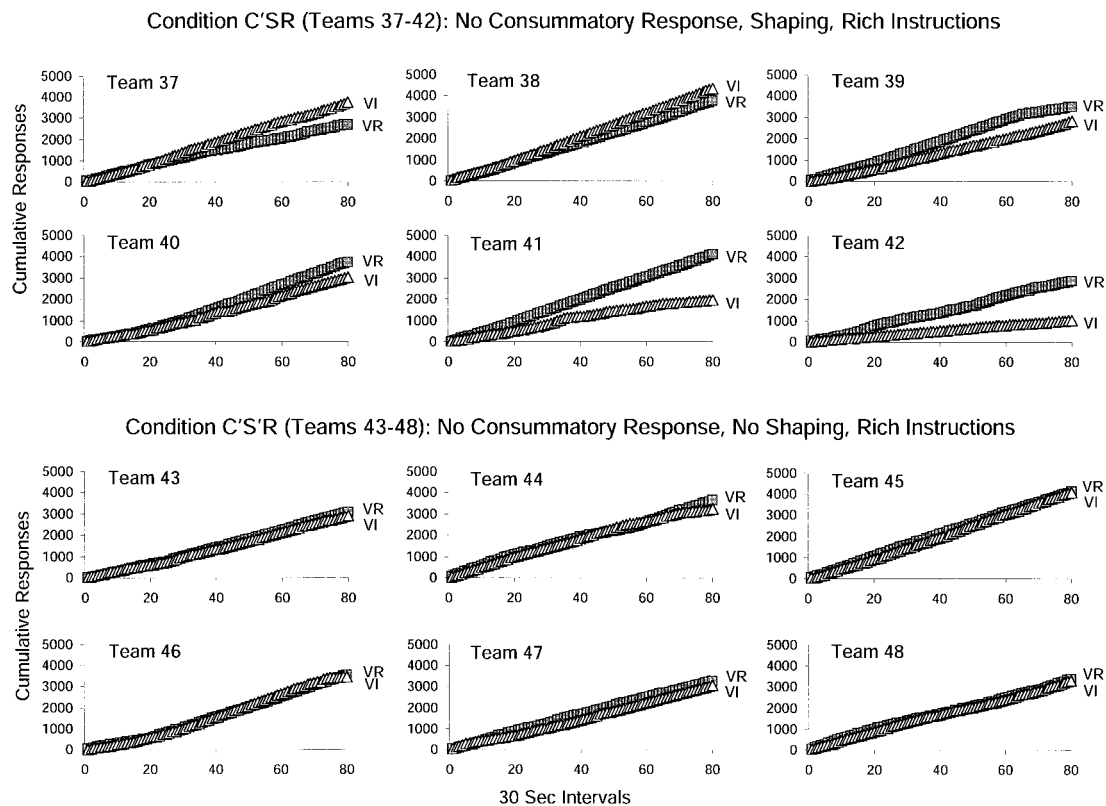 Condition C'SR (Teams 37-42): No Consummatory Response, Shaping, Rich Instructions
Cumulative Responses
Team 37
5000
4000
3000
2000
1000
0
0 20 40 60 80
VI
VR
Team 38
5000
4000
3000
2000
1000
0
0 20 40 60 80
VI
VR
Team 39
5000
4000
3000
2000
1000
0
0 20 40 60 80
VR
VI
Team 40
5000
4000
3000
2000
1000
0
0 20 40 60 80
VR
VI
Team 41
5000
4000
3000
2000
1000
0
0 20 40 60 80
VR
VI
Team 42
5000
4000
3000
2000
1000
0
0 20 40 60 80
VR
VI
Condition C'S'R (Teams 43-48): No Consummatory Response, No Shaping, Rich Instructions
Cumulative Responses
Team 43
5000
4000
3000
2000
1000
0
0 20 40 60 80
VR
VI
Team 44
5000
4000
3000
2000
1000
0
0 20 40 60 80
VR
VI
Team 45
5000
4000
3000
2000
1000
0
0 20 40 60 80
VR
VI
Team 46
5000
4000
3000
2000
1000
0
0 20 40 60 80
VR
VI
Team 47
5000
4000
3000
2000
1000
0
0 20 40 60 80
VR
VI
Team 48
5000
4000
3000
2000
1000
0
0 20 40 60 80
VR
VI
30 Sec Intervals